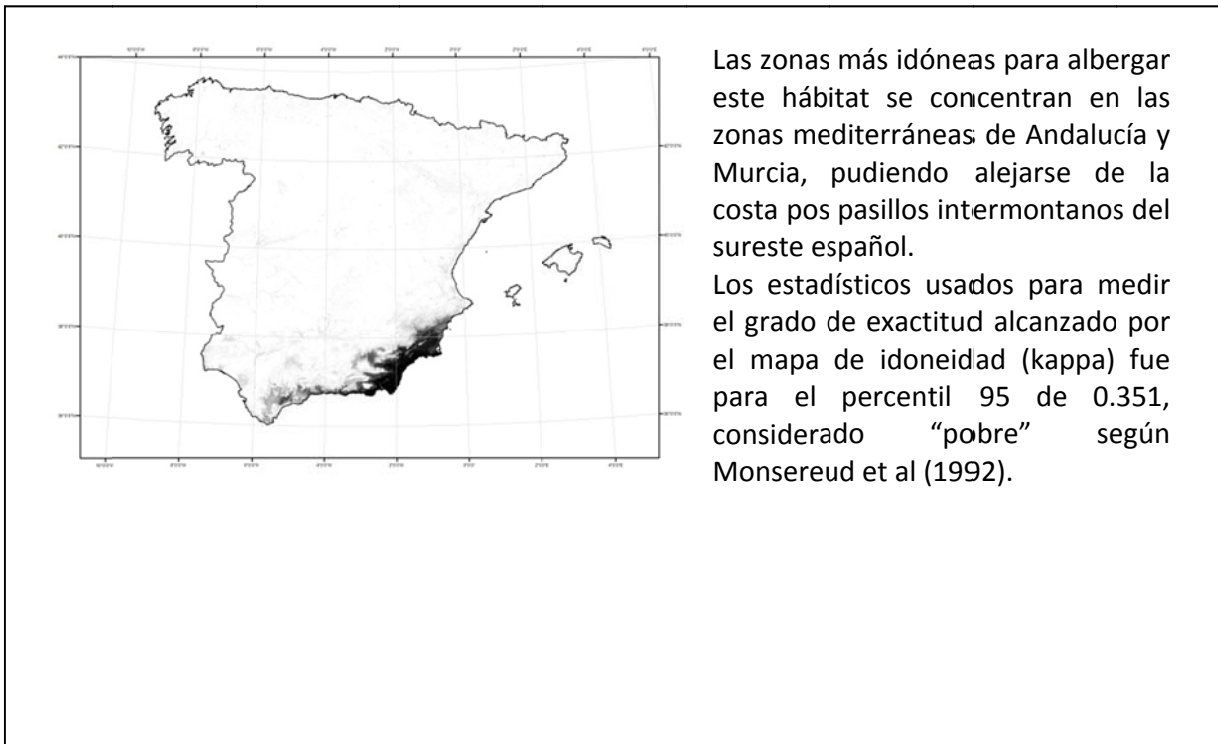 Las zonas más idóneas para albergar
este hábitat se concentran en las
zonas mediterráneas de Andalucía y
Murcia, pudiendo alejarse de la
costa pos pasillos intermontanos del
sureste español.
Los estadísticos usados para medir
el grado de exactitud alcanzado por
el mapa de idoneidad (kappa) fue
para el percentil 95 de 0.351,
considerado “pobre” según
Monsereud et al (1992).